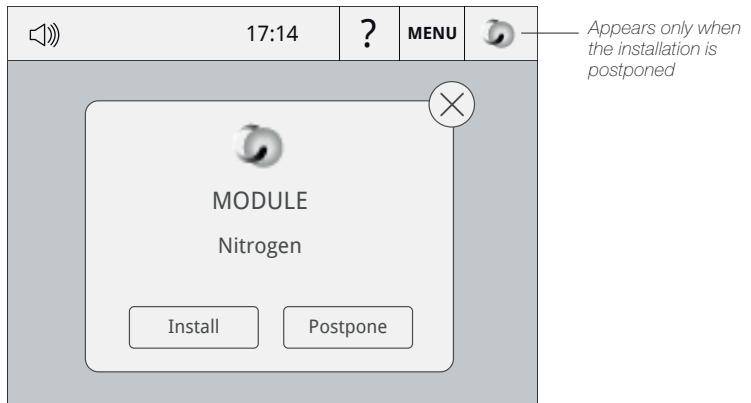 17:14 ? MENU
Appears only when
the installation is
postponed
MODULE
Nitrogen
Install Postpone